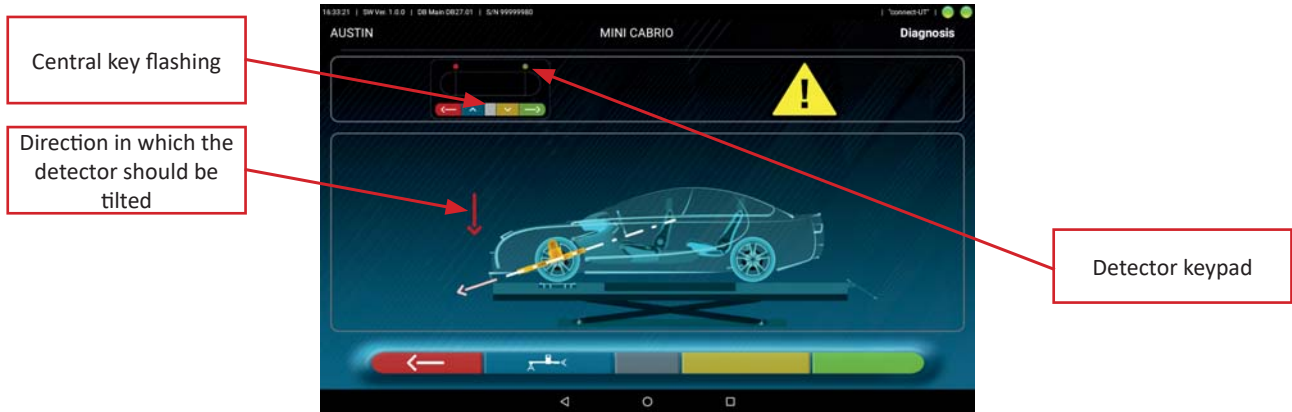 16:33:21 | SW Ver. 1.0.0 | DB Main DB27.01 | S/N 99999980
"connect-UT"
AUSTIN MINI CABRIO Diagnosis
Central key flashing
Direction in which the
detector should be
tilted
Detector keypad